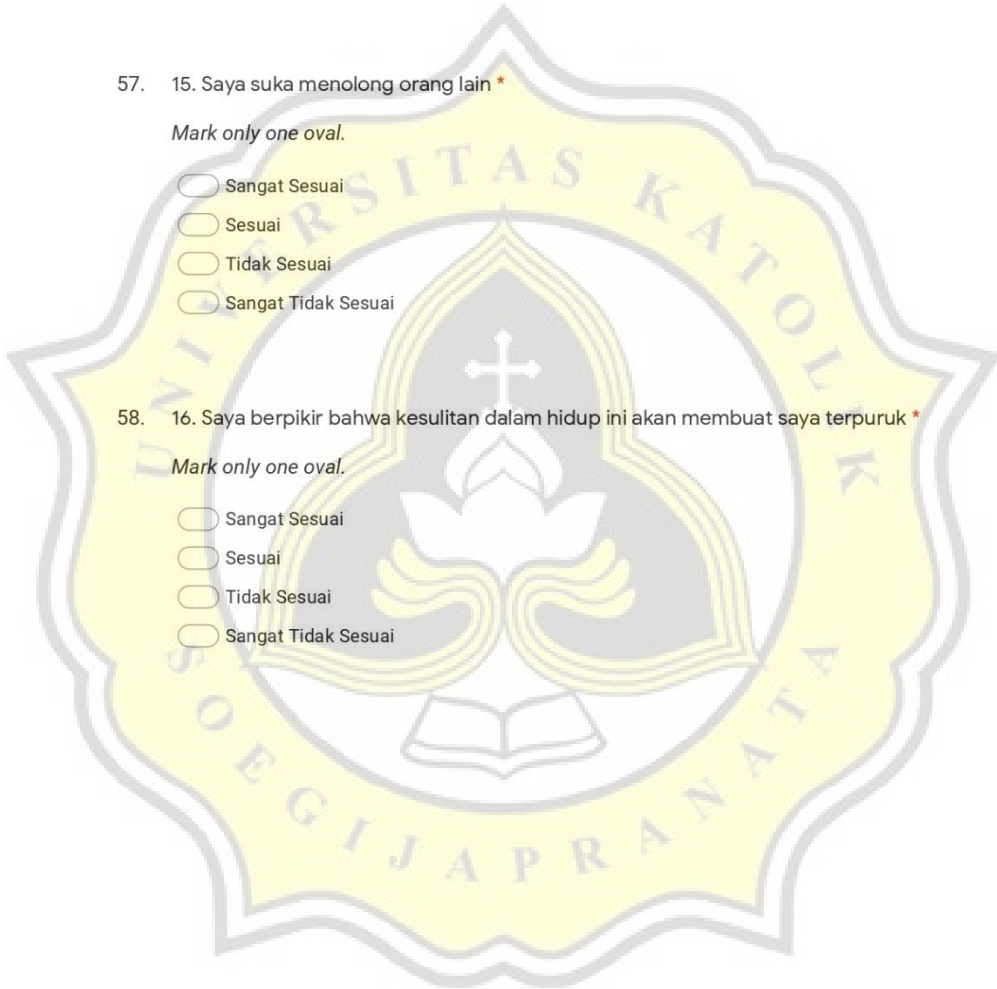 57. 15. Saya suka menolong orang lain *
Mark only one oval.
Sangat Sesuai
Sesuai
Tidak Sesuai
Sangat Tidak Sesuai
58. 16. Saya berpikir bahwa kesulitan dalam hidup ini akan membuat saya terpuruk *
Mark only one oval.
Sangat Sesuai
Sesuai
Tidak Sesuai
Sangat Tidak Sesuai
UNIVERSITAS KATOLIK
SOEGIJAPRANATA